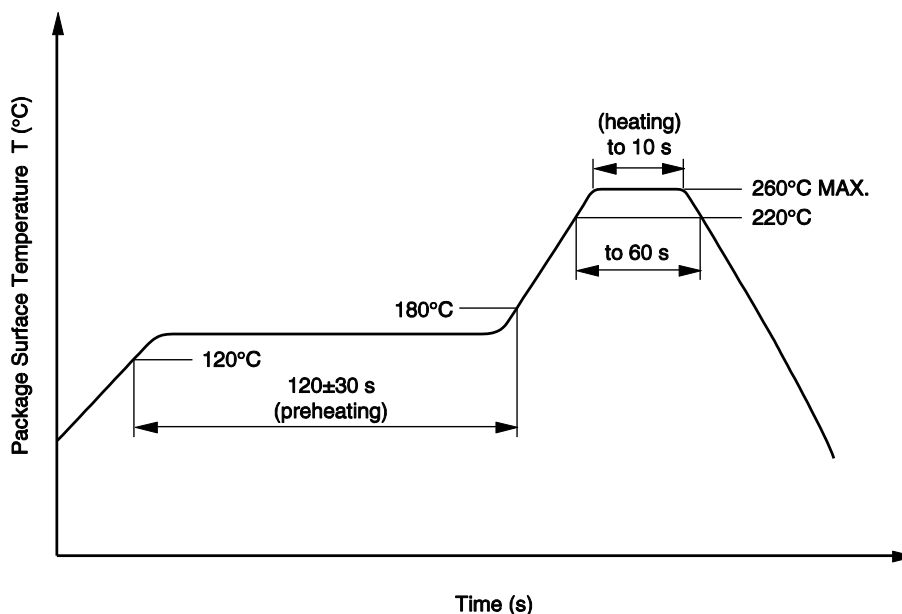 Package Surface Temperature T (°C)
(heating)
to 10 s
260°C MAX.
220°C
to 60 s
180°C
120°C
120±30 s
(preheating)
Time (s)